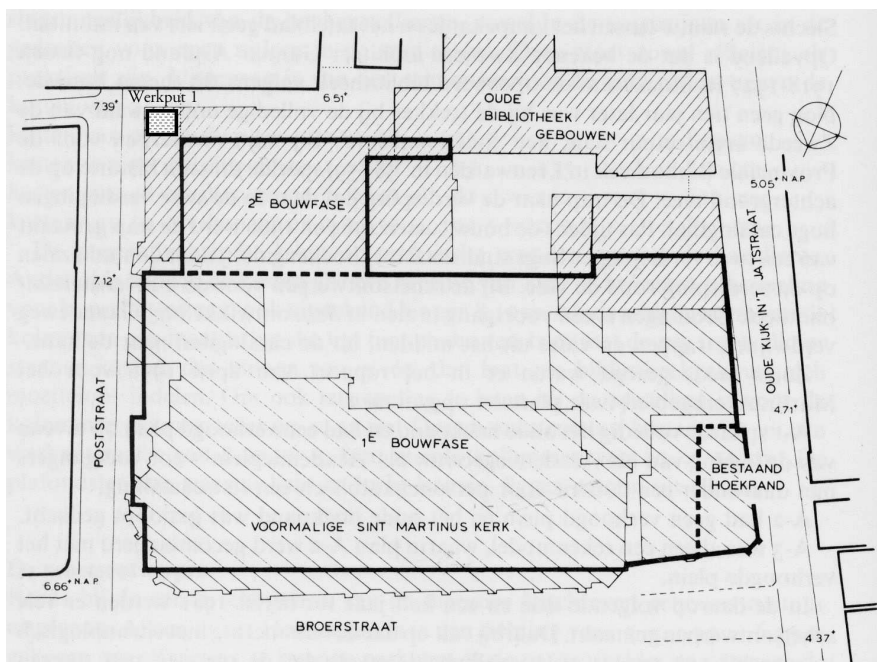 Werkput 1
7.39⁺
6.51⁺
OUDE
BIBLIOTHEEK
GEBOUWEN
5.05⁺ N.A.P.
2E BOUWFASE
7.12⁺
OUDE KIJK IN 'T JATSTRAAT
POSTSTRAAT
4.71⁺
1E BOUWFASE
BESTAAND
HOEKPAND
VOORMALIGE SINT MARTINUS KERK
6.66⁺ N.A.P.
BROERSTRAAT
4.37⁺